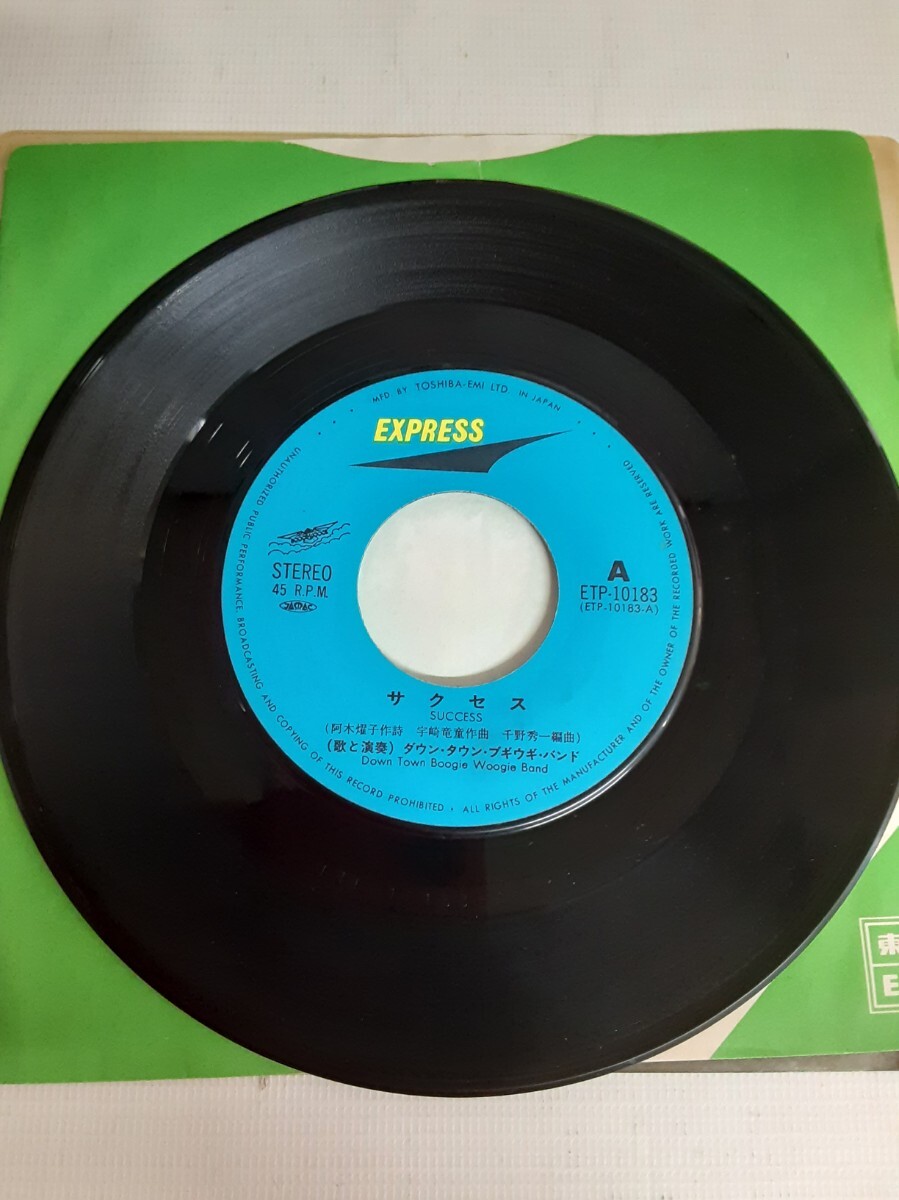 MFD BY TOSHIBA-EMI LTD. IN JAPAN
EXPRESS
STEREO
45 R.P.M.
JASRAC
A
ETP-10183
(ETP-10183-A)
サクセス
SUCCESS
(阿木燿子作詩 宇崎竜童作曲 千野秀一編曲)
(歌と演奏) ダウン・タウン・ブギウギ・バンド
Down Town Boogie Woogie Band
UNAUTHORIZED PUBLIC PERFORMANCE, BROADCASTING AND COPYING OF THIS RECORD PROHIBITED, ALL RIGHTS OF THE MANUFACTURER AND OF THE OWNER OF THE RECORDED WORK ARE RESERVED
東
E